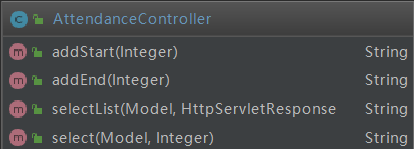 AttendanceController
addStart(Integer) String
addEnd(Integer) String
selectList(Model, HttpServletResponse String
select(Model, Integer) String